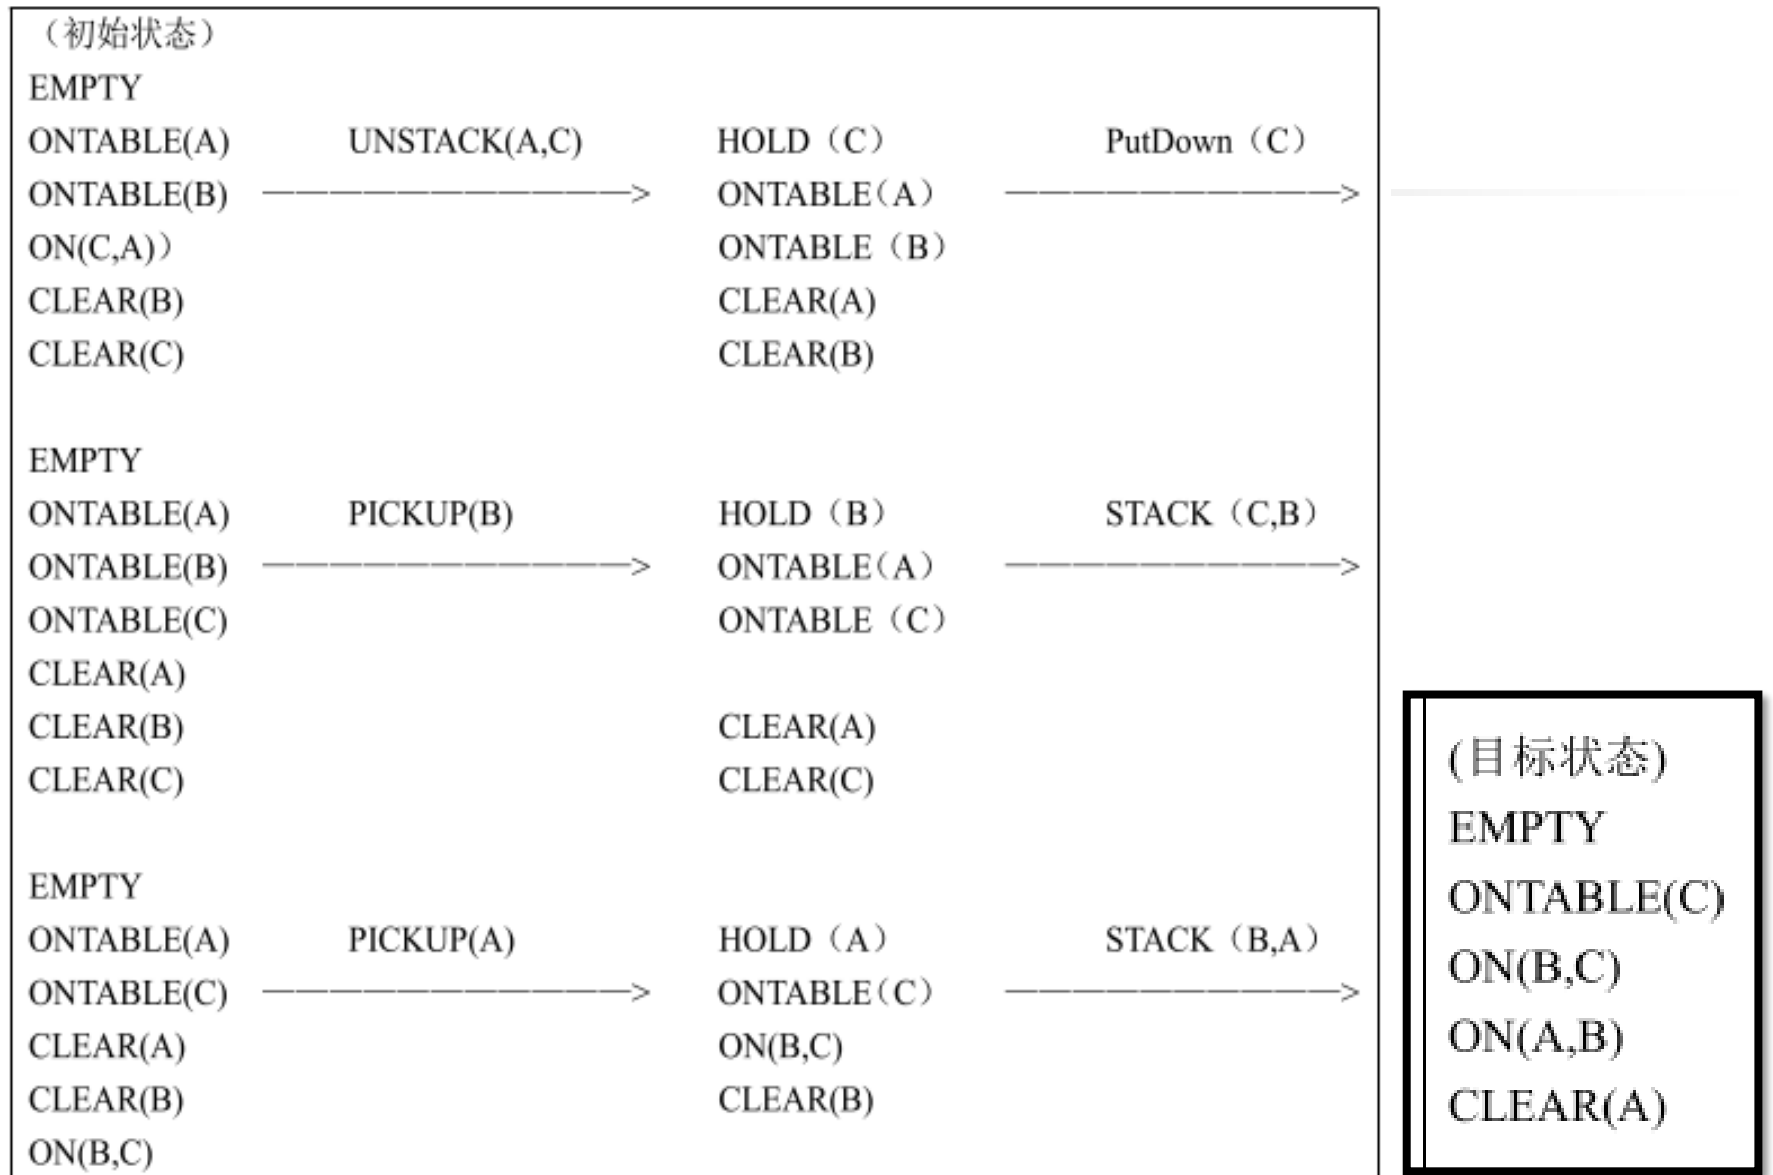 （初始状态）
EMPTY
ONTABLE(A) UNSTACK(A,C) HOLD（C） PutDown（C）
ONTABLE(B) ———————————> ONTABLE（A） ———————————>
ON(C,A)） ONTABLE（B）
CLEAR(B) CLEAR(A)
CLEAR(C) CLEAR(B)
EMPTY
ONTABLE(A) PICKUP(B) HOLD（B） STACK（C,B）
ONTABLE(B) ———————————> ONTABLE（A） ———————————>
ONTABLE(C) ONTABLE（C）
CLEAR(A)
CLEAR(B) CLEAR(A)
CLEAR(C) CLEAR(C)
EMPTY
ONTABLE(A) PICKUP(A) HOLD（A） STACK（B,A）
ONTABLE(C) ———————————> ONTABLE（C） ———————————>
CLEAR(A) ON(B,C)
CLEAR(B) CLEAR(B)
ON(B,C)
(目标状态)
EMPTY
ONTABLE(C)
ON(B,C)
ON(A,B)
CLEAR(A)